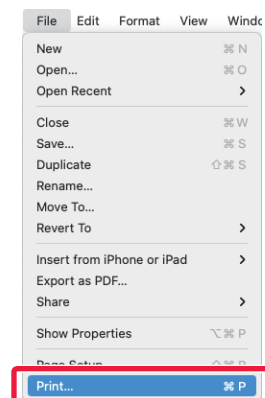 File Edit Format View Windo
New ⌘ N
Open... ⌘ O
Open Recent >
Close ⌘ W
Save... ⌘ S
Duplicate ⇧ ⌘ S
Rename...
Move To...
Revert To >
Insert from iPhone or iPad >
Export as PDF...
Share >
Show Properties ⌥ ⌘ P
Page Setup ⇧ ⌘ P
Print... ⌘ P